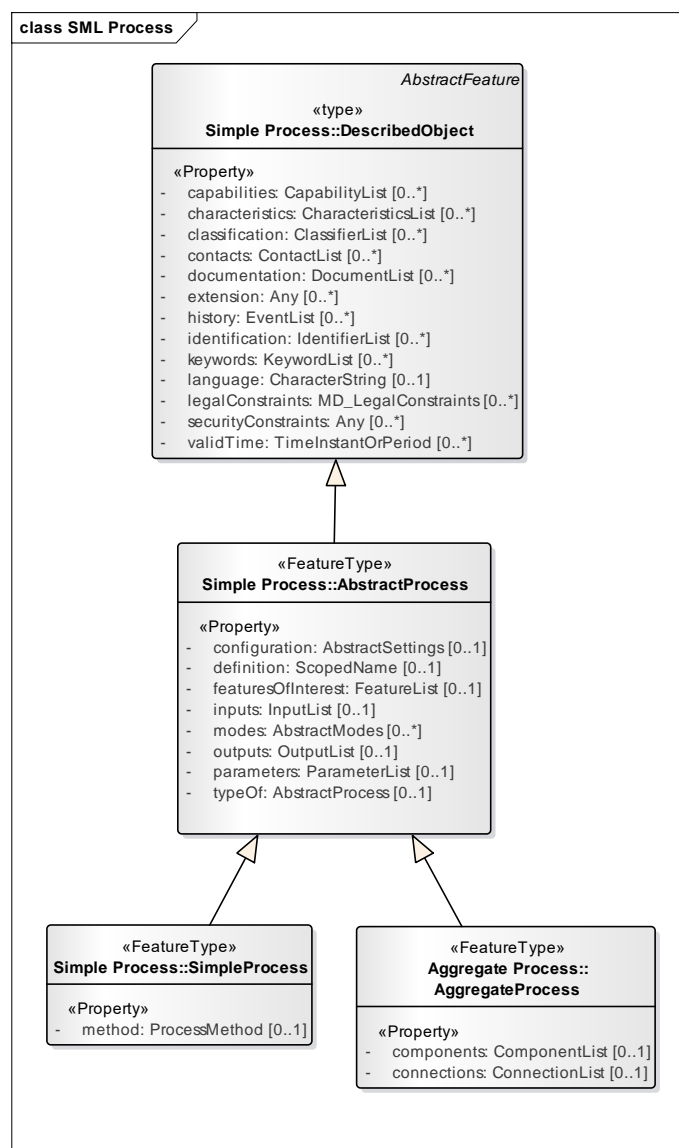 class SML Process
AbstractFeature
«type»
Simple Process::DescribedObject
«Property»
- capabilities: CapabilityList [0..*]
- characteristics: CharacteristicsList [0..*]
- classification: ClassifierList [0..*]
- contacts: ContactList [0..*]
- documentation: DocumentList [0..*]
- extension: Any [0..*]
- history: EventList [0..*]
- identification: IdentifierList [0..*]
- keywords: KeywordList [0..*]
- language: CharacterString [0..1]
- legalConstraints: MD_LegalConstraints [0..*]
- securityConstraints: Any [0..*]
- validTime: TimeInstantOrPeriod [0..*]
«FeatureType»
Simple Process::AbstractProcess
«Property»
- configuration: AbstractSettings [0..1]
- definition: ScopedName [0..1]
- featuresOfInterest: FeatureList [0..1]
- inputs: InputList [0..1]
- modes: AbstractModes [0..*]
- outputs: OutputList [0..1]
- parameters: ParameterList [0..1]
- typeOf: AbstractProcess [0..1]
«FeatureType»
Simple Process::SimpleProcess
«Property»
- method: ProcessMethod [0..1]
«FeatureType»
Aggregate Process::
AggregateProcess
«Property»
- components: ComponentList [0..1]
- connections: ConnectionList [0..1]